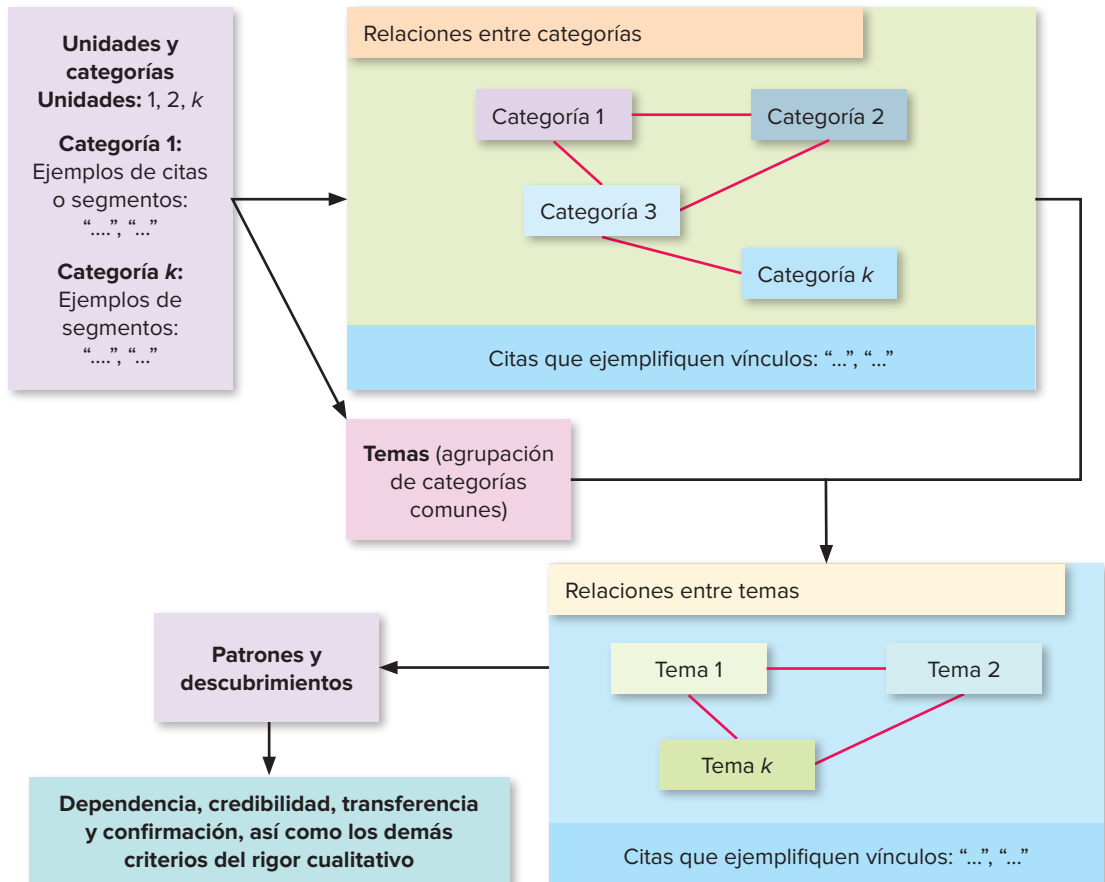 Unidades y
categorías
Unidades: 1, 2, k
Categoría 1:
Ejemplos de citas
o segmentos:
“....”, “...”
Categoría k:
Ejemplos de
segmentos:
“....”, “...”
Relaciones entre categorías
Categoría 1
Categoría 2
Categoría 3
Categoría k
Citas que ejemplifiquen vínculos: “...”, “...”
Temas (agrupación
de categorías
comunes)
Relaciones entre temas
Tema 1
Tema 2
Tema k
Citas que ejemplifiquen vínculos: “...”, “...”
Patrones y
descubrimientos
Dependencia, credibilidad, transferencia
y confirmación, así como los demás
criterios del rigor cualitativo